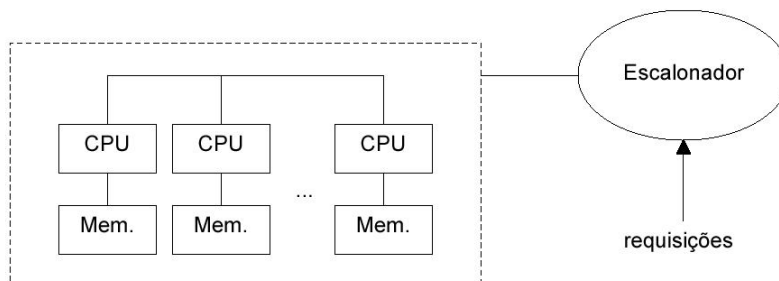 Escalonador
CPU CPU CPU
...
Mem. Mem. Mem.
requisições